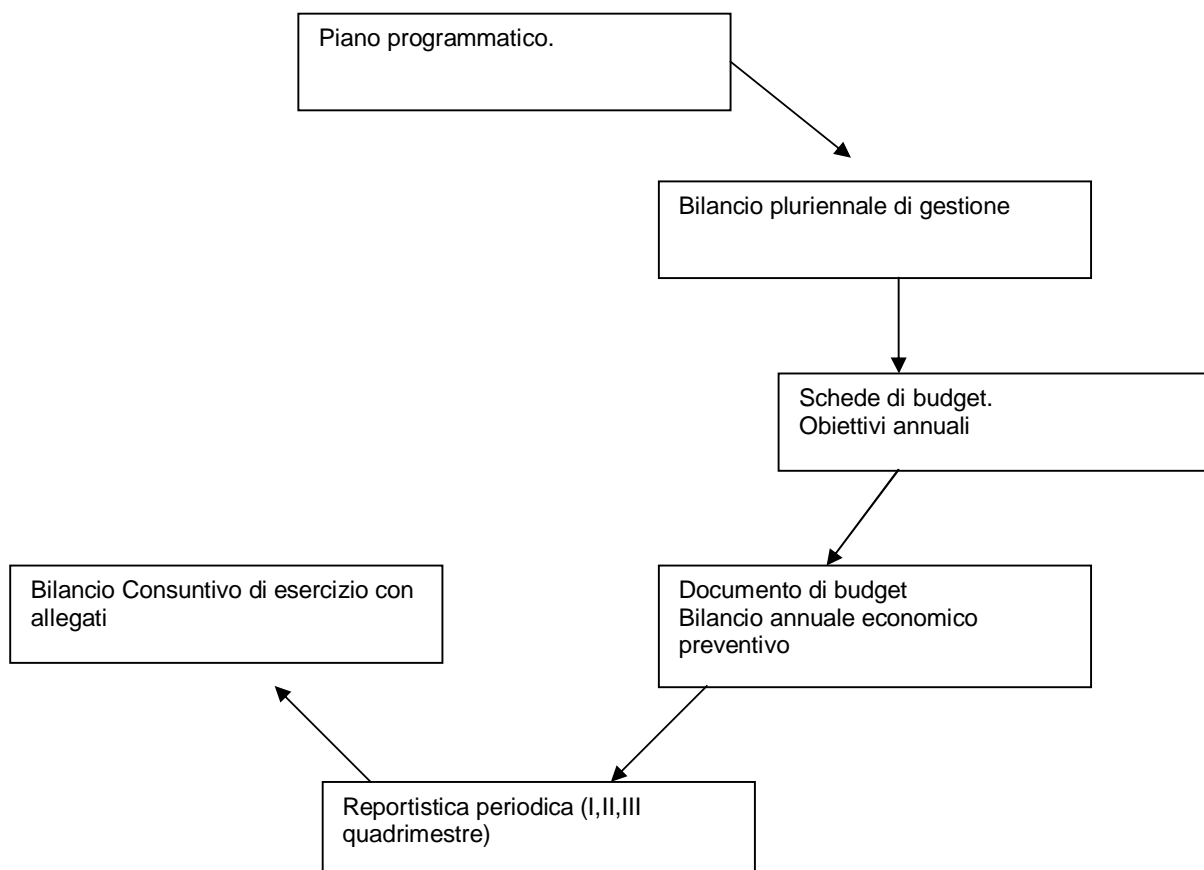 Piano programmatico.
Bilancio pluriennale di gestione
Schede di budget.
Obiettivi annuali
Bilancio Consuntivo di esercizio con
allegati
Documento di budget
Bilancio annuale economico
preventivo
Reportistica periodica (I,II,III
quadrimestre)